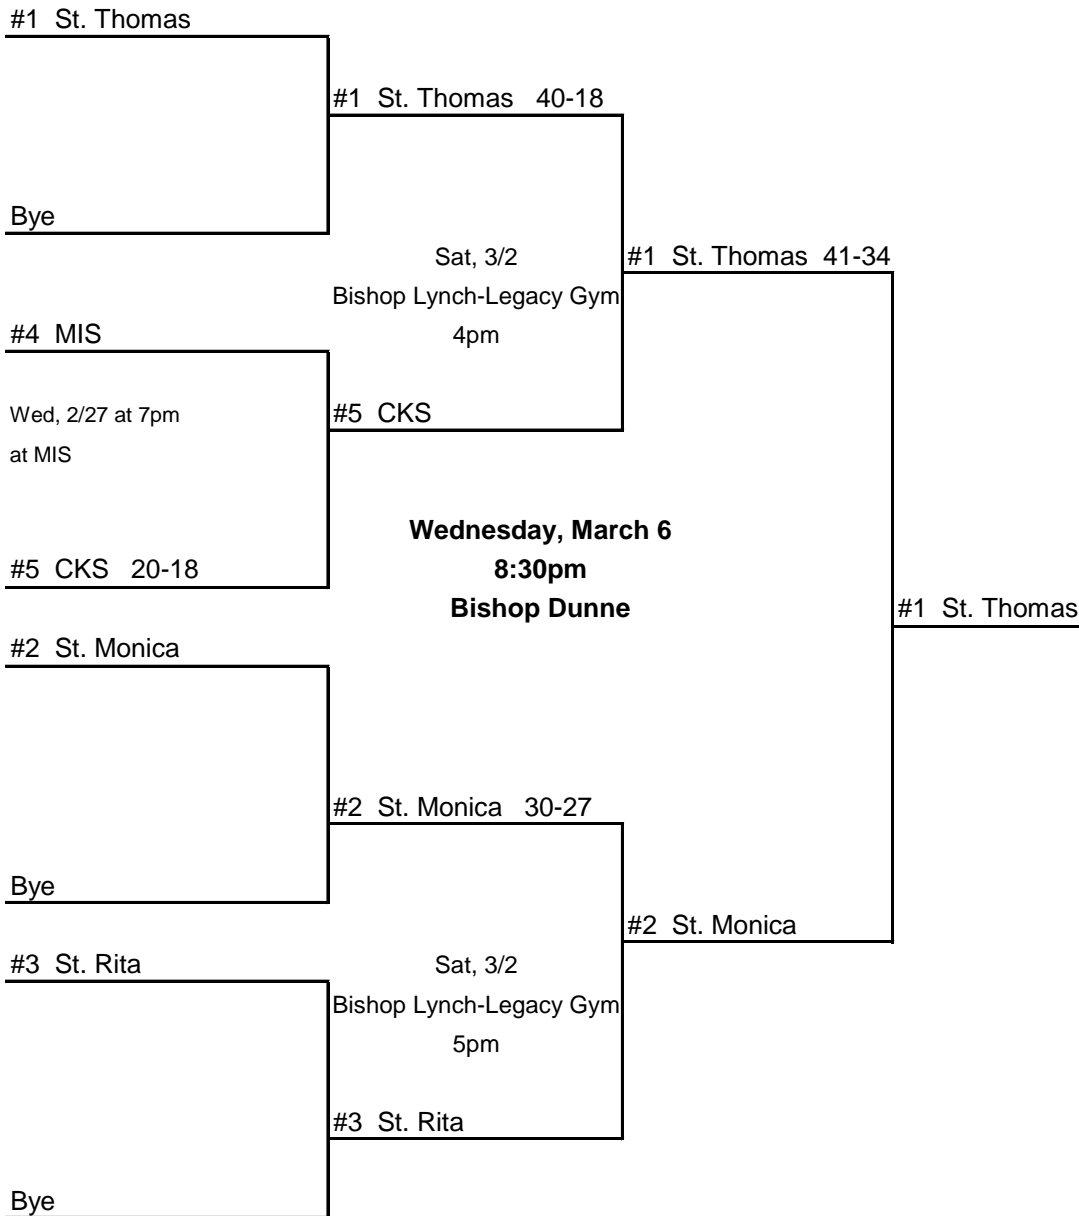 #1 St. Thomas
#1 St. Thomas 40-18
Bye
Sat, 3/2
#1 St. Thomas 41-34
Bishop Lynch-Legacy Gym
#4 MIS
4pm
Wed, 2/27 at 7pm
#5 CKS
at MIS
Wednesday, March 6
#5 CKS 20-18
8:30pm
Bishop Dunne
#1 St. Thomas
#2 St. Monica
#2 St. Monica 30-27
Bye
#2 St. Monica
#3 St. Rita
Sat, 3/2
Bishop Lynch-Legacy Gym
5pm
#3 St. Rita
Bye